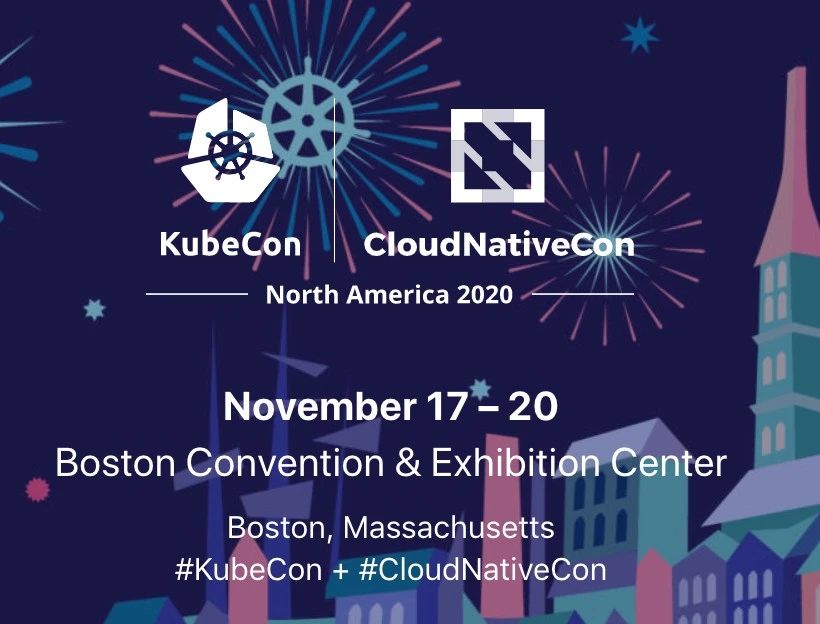 KubeCon CloudNativeCon
North America 2020
November 17 – 20
Boston Convention & Exhibition Center
Boston, Massachusetts
#KubeCon + #CloudNativeCon